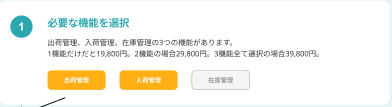 1
必要な機能を選択
出荷管理、入荷管理、在庫管理の3つの機能があります。
1機能だけだと19,800円。2機能の場合29,800円。3機能全て選択の場合39,800円。
出荷管理
入荷管理
在庫管理